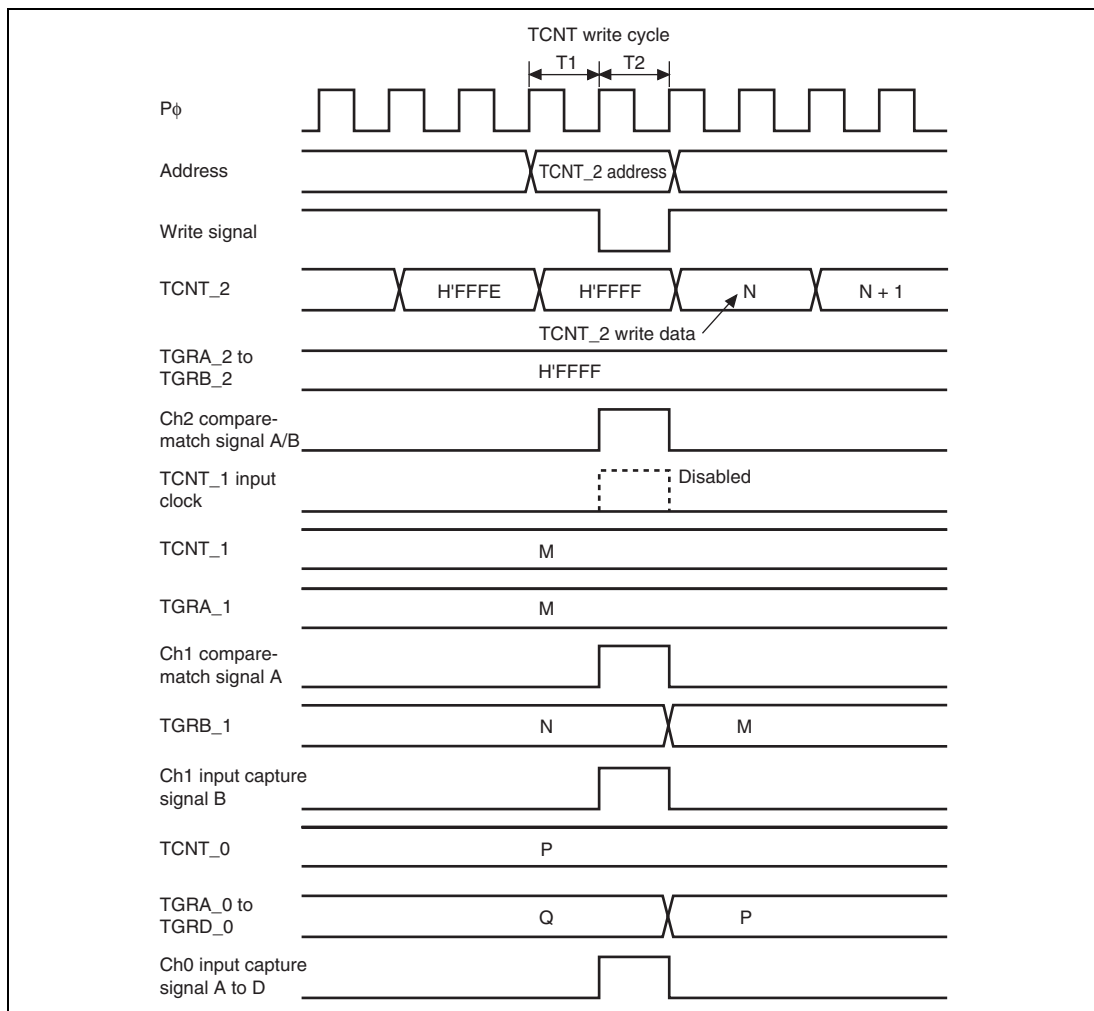 TCNT write cycle
T1 T2
Pφ
Address
TCNT_2 address
Write signal
TCNT_2
H'FFFE H'FFFF N N + 1
TCNT_2 write data
TGRA_2 to
TGRB_2
H'FFFF
Ch2 compare-
match signal A/B
TCNT_1 input
clock
Disabled
TCNT_1
M
TGRA_1
M
Ch1 compare-
match signal A
TGRB_1
N M
Ch1 input capture
signal B
TCNT_0
P
TGRA_0 to
TGRD_0
Q P
Ch0 input capture
signal A to D